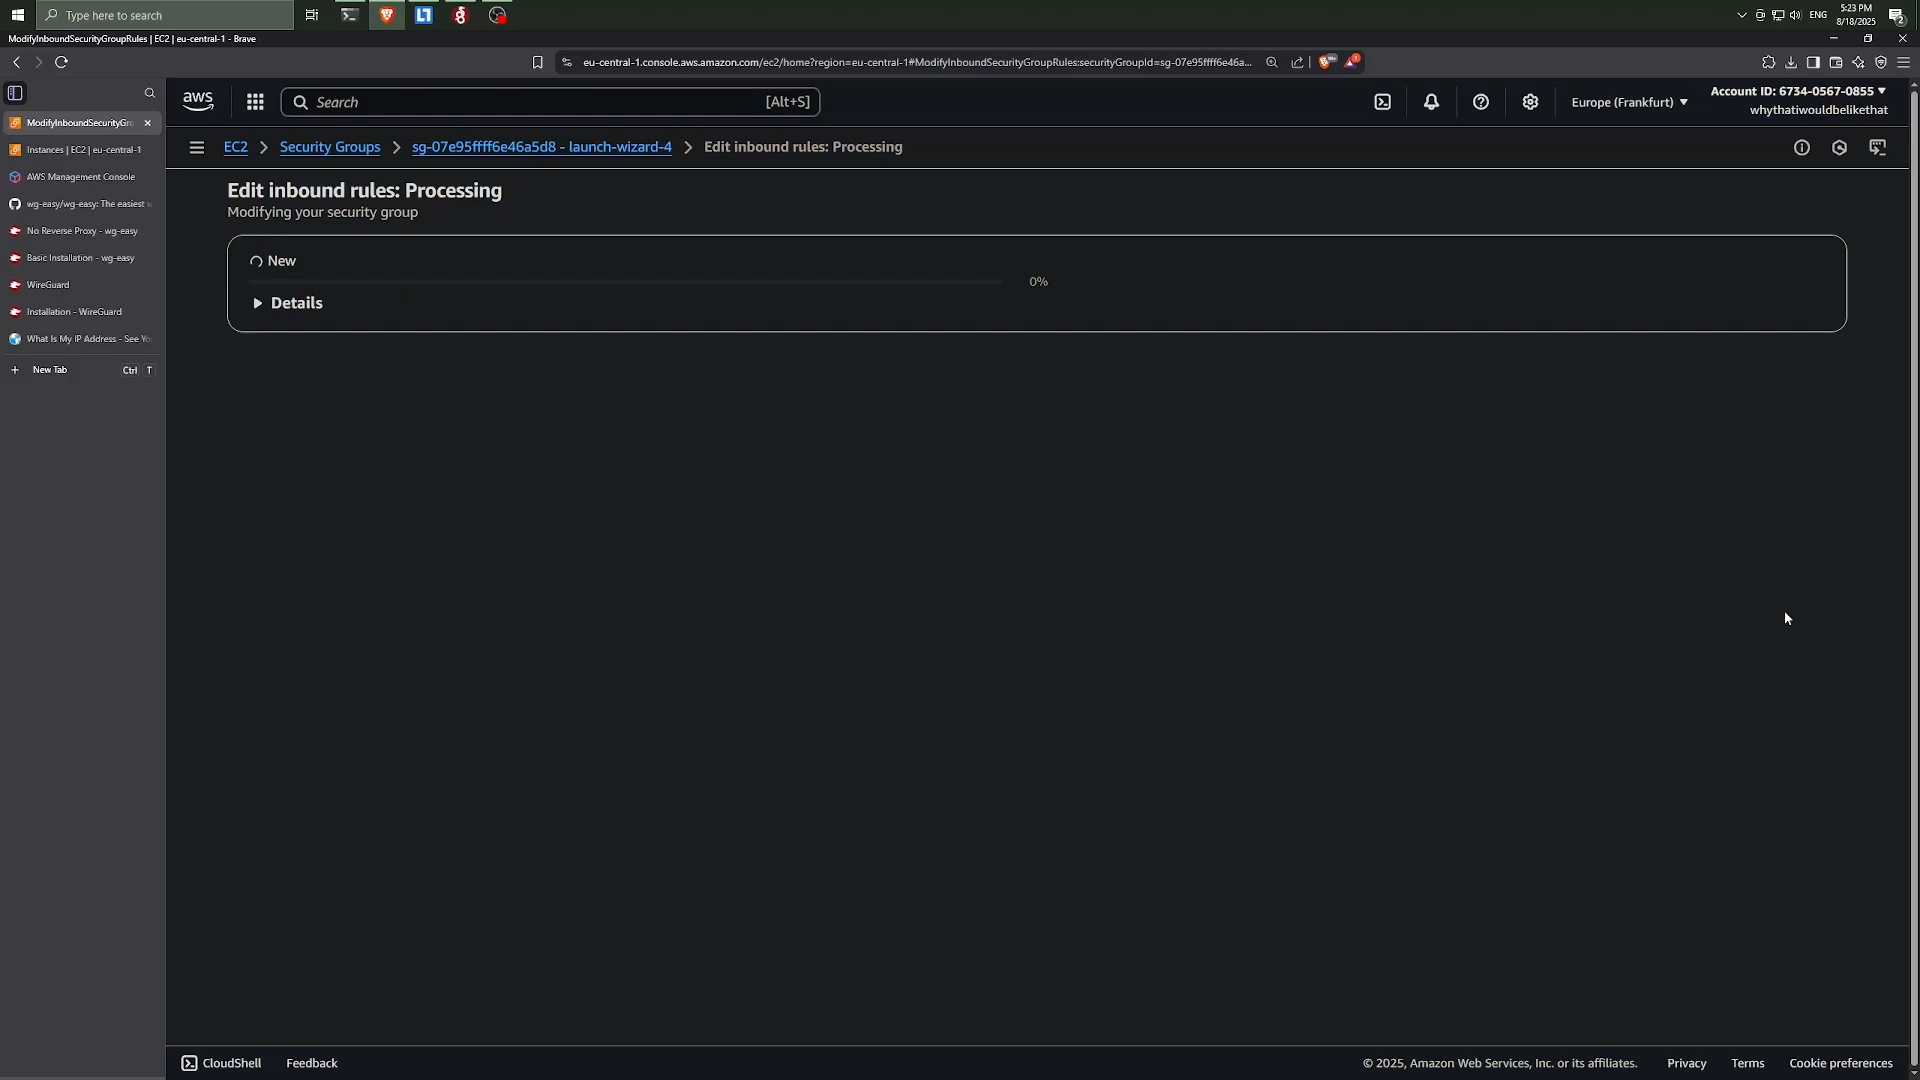 Type here to search
ENG
5:23 PM
8/18/2025
2
ModifyInboundSecurityGroupRules | EC2 | eu-central-1 - Brave
eu-central-1.console.aws.amazon.com/ec2/home?region=eu-central-1#ModifyInboundSecurityGroupRules:securityGroupId=sg-07e95ffff6e46a...
aws
Search
[Alt+S]
Europe (Frankfurt)
Account ID: 6734-0567-0855
whythatiwouldbelikethat
ModifyInboundSecurityGro
Instances | EC2 | eu-central-1
AWS Management Console
wg-easy/wg-easy: The easiest w
No Reverse Proxy - wg-easy
Basic Installation - wg-easy
WireGuard
Installation - WireGuard
What Is My IP Address - See Yo
New Tab
Ctrl T
EC2 > Security Groups > sg-07e95ffff6e46a5d8 - launch-wizard-4 > Edit inbound rules: Processing
Edit inbound rules: Processing
Modifying your security group
New
0%
Details
CloudShell
Feedback
© 2025, Amazon Web Services, Inc. or its affiliates.
Privacy
Terms
Cookie preferences